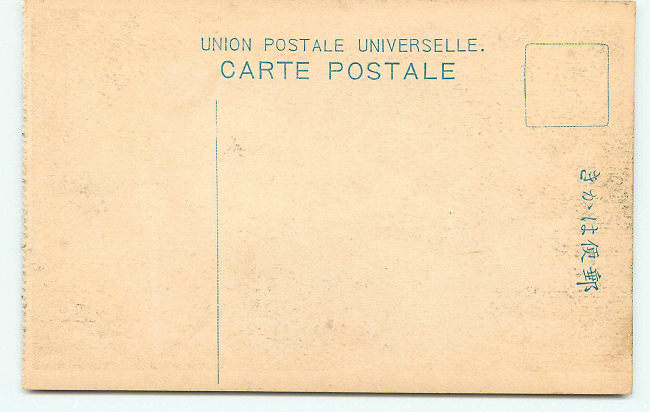 UNION POSTALE UNIVERSELLE.
CARTE POSTALE
郵便はかき